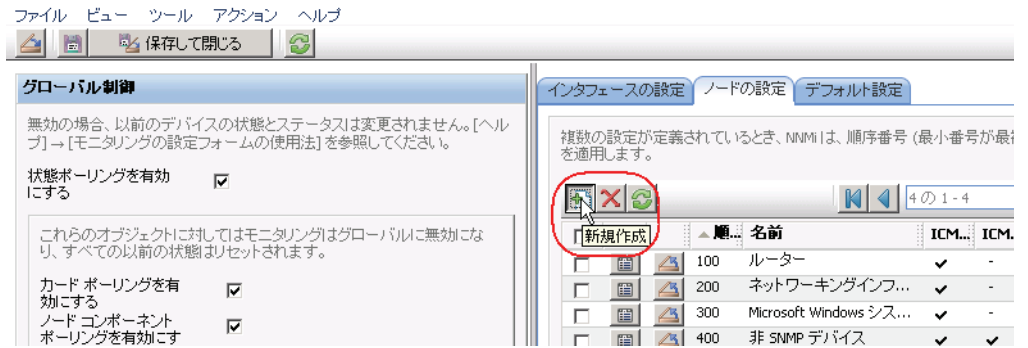 ファイル ビュー ツール アクション ヘルプ
保存して閉じる
グローバル制御
無効の場合、以前のデバイスの状態とステータスは変更されません。[ヘル
プ]→[モニタリングの設定フォームの使用法]を参照してください。
状態ポーリングを有効
にする
これらのオブジェクトに対してはモニタリングはグローバルに無効にな
り、すべての以前の状態はリセットされます。
カード ポーリングを有
効にする
ノード コンポーネント
ポーリングを有効にす
インタフェースの設定 ノードの設定 デフォルト設定
複数の設定が定義されているとき、NNMiは、順序番号 (最小番号が最
を適用します。
4の 1 - 4
新規作成
順... 名前 ICM... ICM.
100 ルーター -
200 ネットワーキングインフ... -
300 Microsoft Windows シス... -
400 非 SNMP デバイス